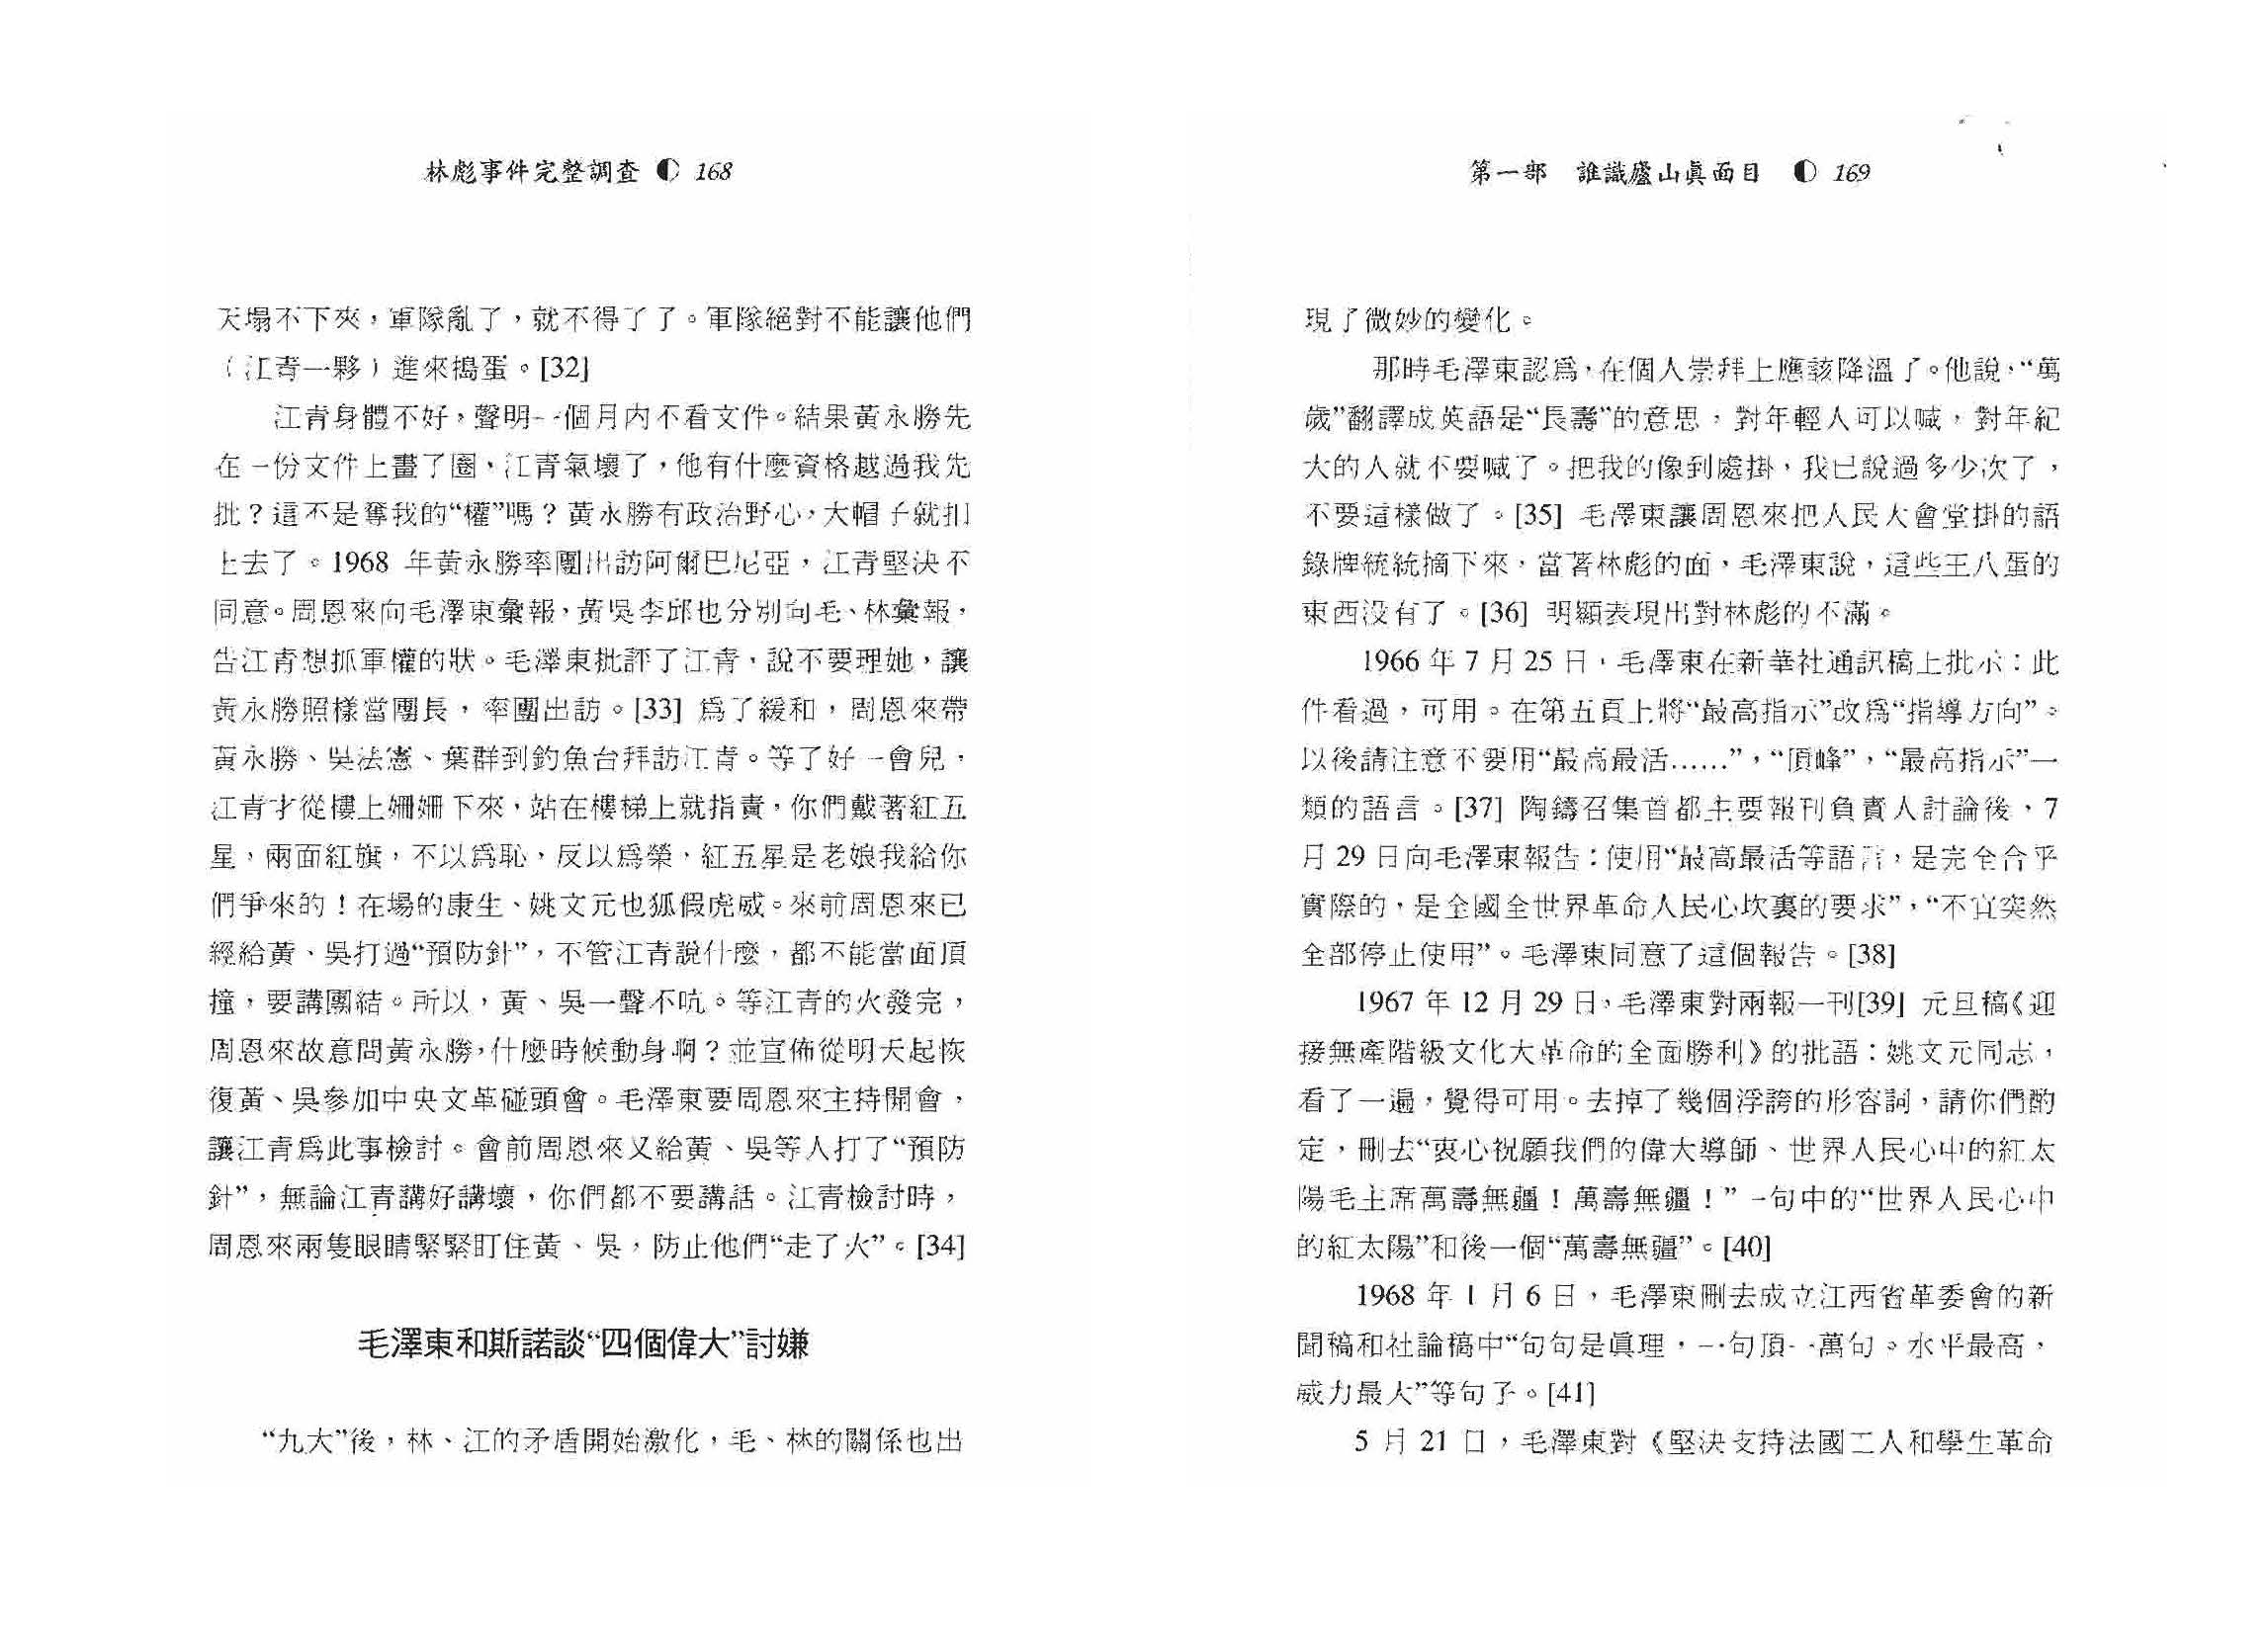 林彪事件完整調查 ◐ 168
天塌不下來，軍隊亂了，就不得了了。軍隊絕對不能讓他們
（江青一夥）進來搗蛋。[32]
江青身體不好，聲明一個月内不看文件。結果黃永勝先
在一份文件上畫了圈，江青氣壞了，他有什麼資格越過我先
批？這不是奪我的“權”嗎？黃永勝有政治野心，大帽子就扣
上去了。1968 年黃永勝率團出訪阿爾巴尼亞，江青堅決不
同意。周恩來向毛澤東彙報，黃吳李邱也分別向毛、林彙報，
告江青想抓軍權的狀。毛澤東批評了江青，說不要理她，讓
黃永勝照樣當團長，率團出訪。[33] 爲了緩和，周恩來帶
黃永勝、吳法憲、葉群到釣魚台拜訪江青。等了好一會兒，
江青才從樓上姍姍下來，站在樓梯上就指責，你們戴著紅五
星，兩面紅旗，不以爲恥，反以爲榮，紅五星是老娘我給你
們爭來的！在場的康生、姚文元也狐假虎威。來前周恩來已
經給黃、吳打過“預防針”，不管江青說什麼，都不能當面頂
撞，要講團結。所以，黃、吳一聲不吭。等江青的火發完，
周恩來故意問黃永勝，什麼時候動身啊？並宣佈從明天起恢
復黃、吳參加中央文革碰頭會。毛澤東要周恩來主持開會，
讓江青爲此事檢討。會前周恩來又給黃、吳等人打了“預防
針”，無論江青講好講壞，你們都不要講話。江青檢討時，
周恩來兩隻眼睛緊緊盯住黃、吳，防止他們“走了火”。[34]
毛澤東和斯諾談“四個偉大”討嫌
“九大”後，林、江的矛盾開始激化，毛、林的關係也出
第一部　誰識廬山眞面目 ◐ 169
現了微妙的變化。
那時毛澤東認爲，在個人崇拜上應該降溫了。他說，“萬
歲”翻譯成英語是“長壽”的意思，對年輕人可以喊，對年紀
大的人就不要喊了。把我的像到處掛，我已說過多少次了，
不要這樣做了。[35] 毛澤東讓周恩來把人民大會堂掛的語
錄牌統統摘下來，當著林彪的面，毛澤東說，這些王八蛋的
東西没有了。[36] 明顯表現出對林彪的不滿。
1966 年 7 月 25 日，毛澤東在新華社通訊稿上批示：此
件看過，可用。在第五頁上將“最高指示”改爲“指導方向”。
以後請注意不要用“最高最活……”，“頂峰”，“最高指示”一
類的語言。[37] 陶鑄召集首都主要報刊負責人討論後，7
月 29 日向毛澤東報告：使用“最高最活等語言，是完全合乎
實際的，是全國全世界革命人民心坎裏的要求”，“不宜突然
全部停止使用”。毛澤東同意了這個報告。[38]
1967 年 12 月 29 日，毛澤東對兩報一刊[39] 元旦稿《迎
接無產階級文化大革命的全面勝利》的批語：姚文元同志，
看了一遍，覺得可用。去掉了幾個浮誇的形容詞，請你們酌
定，刪去“衷心祝願我們的偉大導師、世界人民心中的紅太
陽毛主席萬壽無疆！萬壽無疆！”一句中的“世界人民心中
的紅太陽”和後一個“萬壽無疆”。[40]
1968 年 1 月 6 日，毛澤東刪去成立江西省革委會的新
聞稿和社論稿中“句句是眞理，一句頂一萬句。水平最高，
威力最大”等句子。[41]
5 月 21 日，毛澤東對《堅決支持法國工人和學生革命